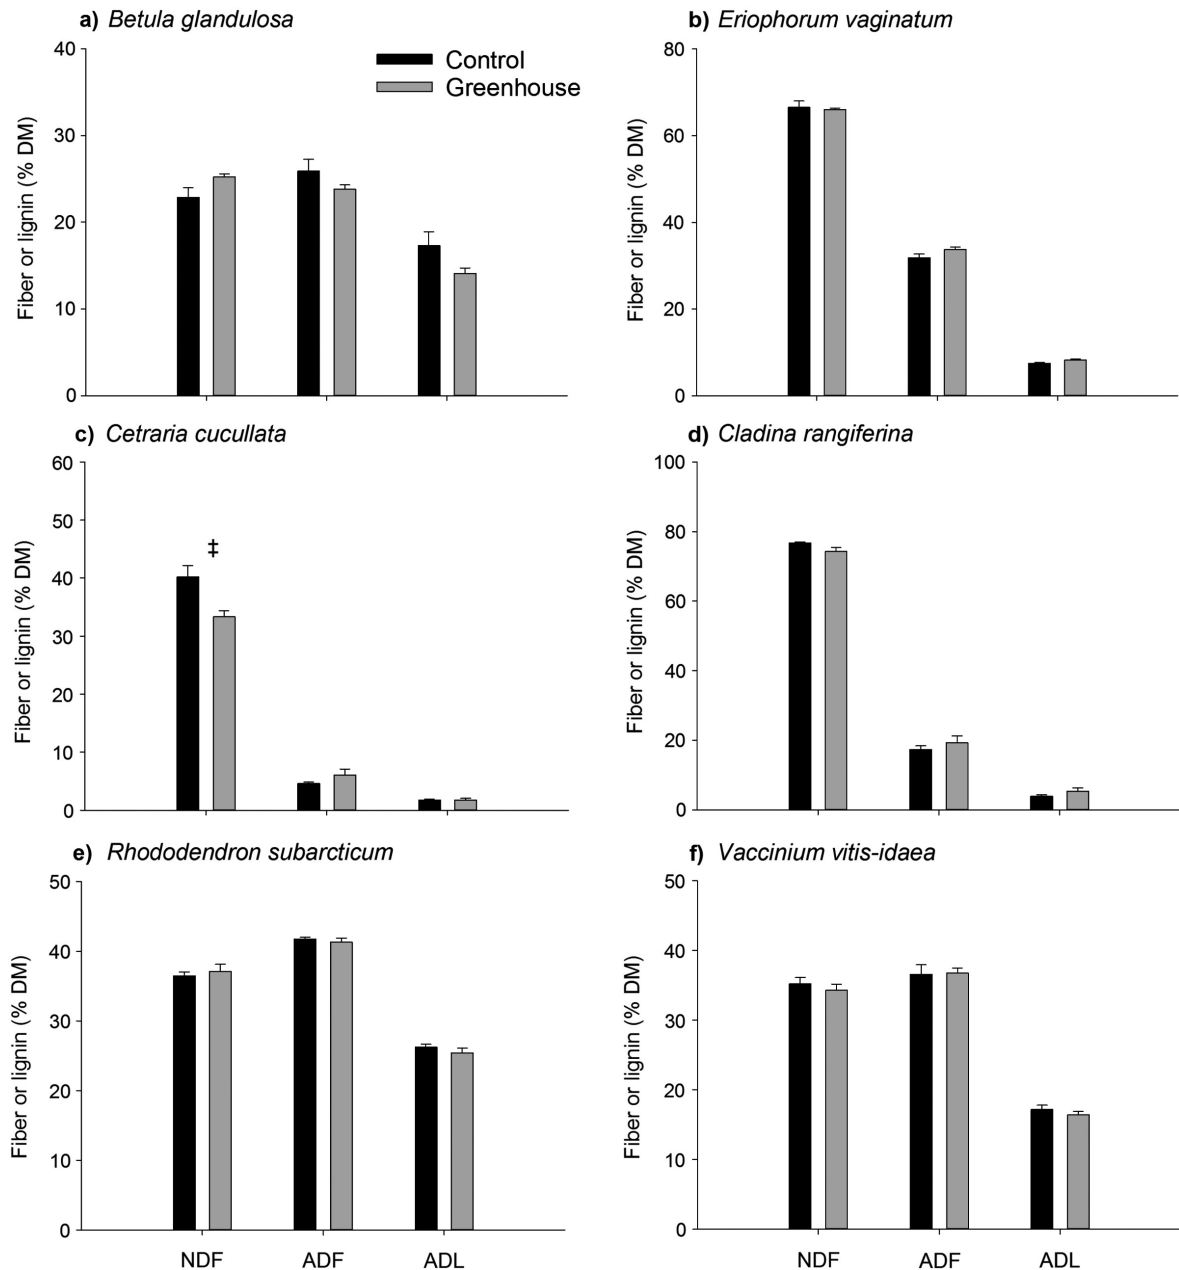 a) Betula glandulosa
40
30
20
10
0
Fiber or lignin (% DM)
Control
Greenhouse
b) Eriophorum vaginatum
80
60
40
20
0
Fiber or lignin (% DM)
c) Cetraria cucullata
60
50
40
30
20
10
0
Fiber or lignin (% DM)
‡
d) Cladina rangiferina
100
80
60
40
20
0
Fiber or lignin (% DM)
e) Rhododendron subarcticum
50
40
30
20
10
0
Fiber or lignin (% DM)
NDF ADF ADL
f) Vaccinium vitis-idaea
50
40
30
20
10
0
Fiber or lignin (% DM)
NDF ADF ADL